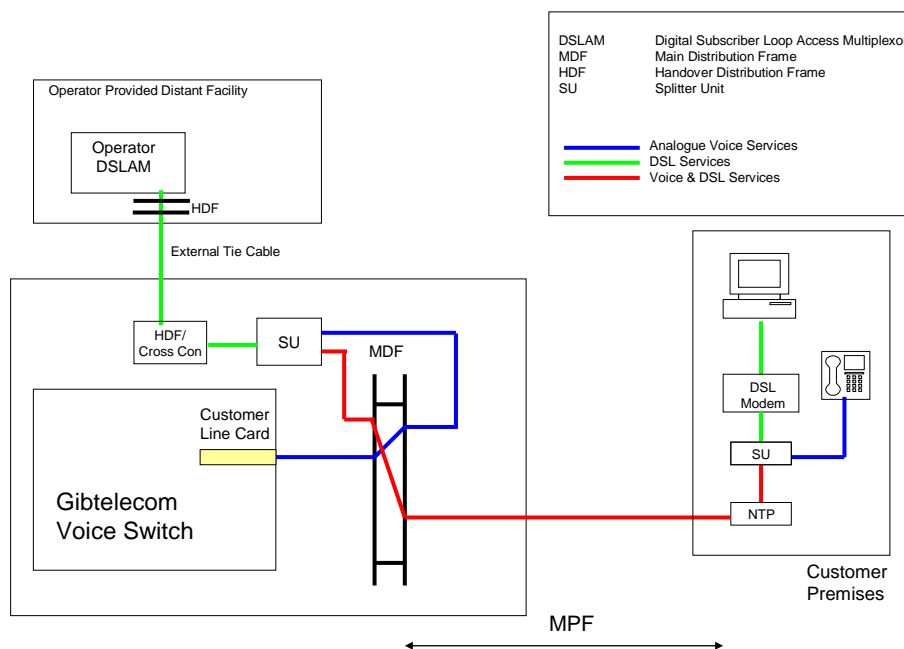 DSLAM Digital Subscriber Loop Access Multiplexor
MDF Main Distribution Frame
HDF Handover Distribution Frame
SU Splitter Unit
Analogue Voice Services
DSL Services
Voice & DSL Services
Operator Provided Distant Facility
Operator
DSLAM
HDF
External Tie Cable
HDF/
Cross Con
SU
MDF
Customer
Line Card
Gibtelecom
Voice Switch
DSL
Modem
SU
NTP
Customer
Premises
MPF